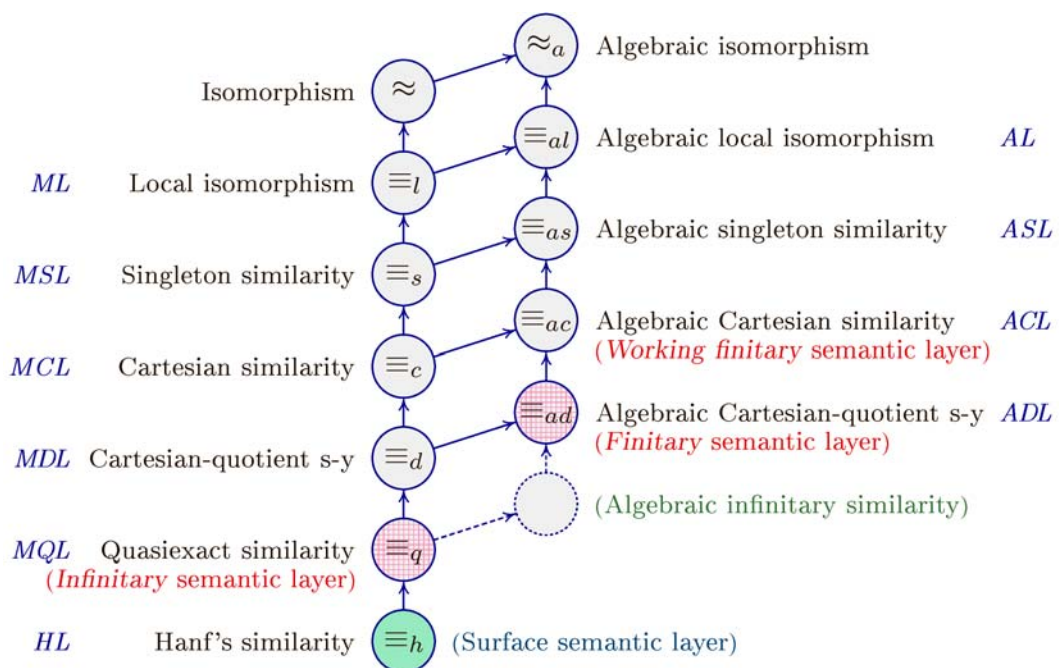 ≈a Algebraic isomorphism
Isomorphism ≈
≡al Algebraic local isomorphism AL
ML Local isomorphism ≡l
≡as Algebraic singleton similarity ASL
MSL Singleton similarity ≡s
≡ac Algebraic Cartesian similarity ACL
(Working finitary semantic layer)
MCL Cartesian similarity ≡c
≡ad Algebraic Cartesian-quotient s-y ADL
(Finitary semantic layer)
MDL Cartesian-quotient s-y ≡d
(Algebraic infinitary similarity)
MQL Quasiexact similarity ≡q
(Infinitary semantic layer)
HL Hanf's similarity ≡h (Surface semantic layer)